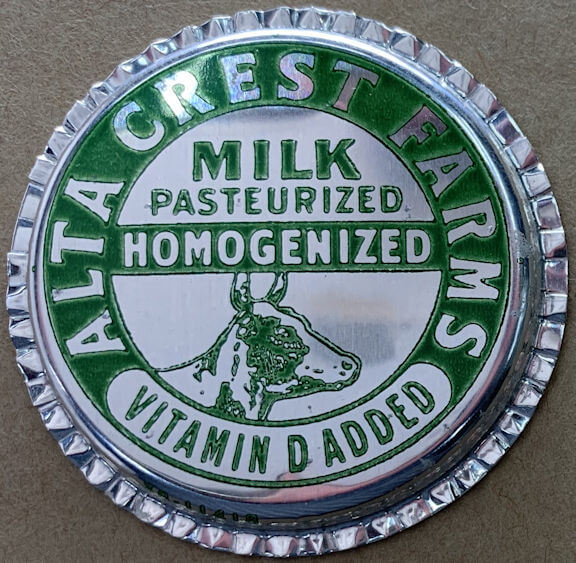 ALTA CREST FARMS
MILK
PASTEURIZED
HOMOGENIZED
VITAMIN D ADDED